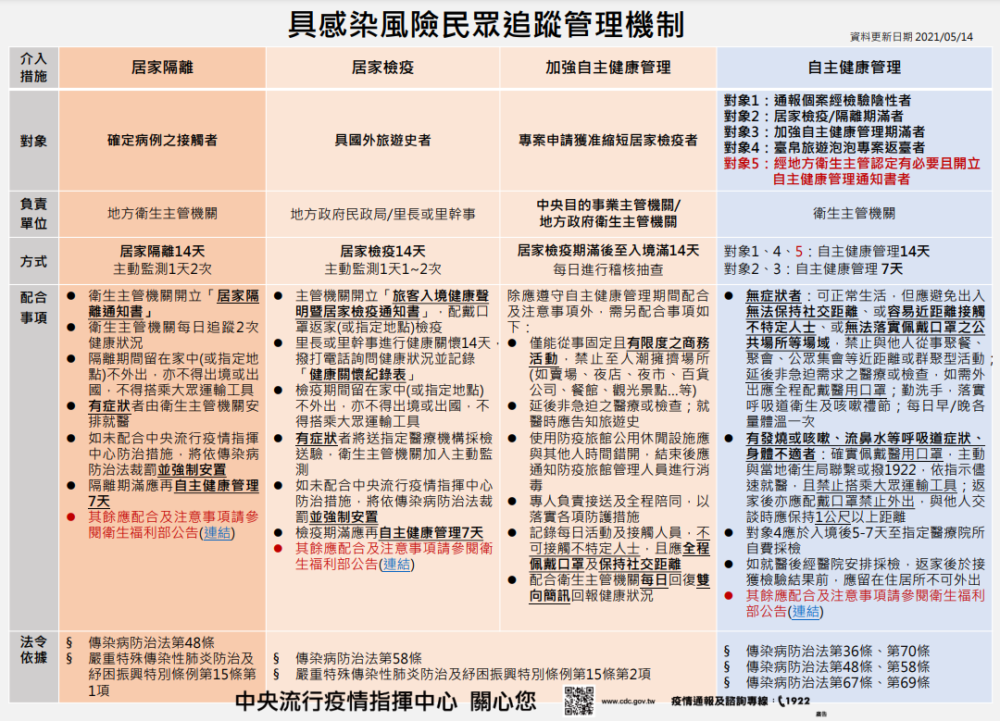 具感染風險民眾追蹤管理機制
資料更新日期 2021/05/14
介入
措施
居家隔離
居家檢疫
加強自主健康管理
自主健康管理
對象
確定病例之接觸者
具國外旅遊史者
專案申請獲准縮短居家檢疫者
對象1：通報個案經檢驗陰性者
對象2：居家檢疫/隔離期滿者
對象3：加強自主健康管理期滿者
對象4：臺帛旅遊泡泡專案返臺者
對象5：經地方衛生主管認定有必要且開立
自主健康管理通知書者
負責
單位
地方衛生主管機關
地方政府民政局/里長或里幹事
中央目的事業主管機關/
地方政府衛生主管機關
衛生主管機關
方式
居家隔離14天
主動監測1天2次
居家檢疫14天
主動監測1天1~2次
居家檢疫期滿後至入境滿14天
每日進行稽核抽查
對象1、4、5：自主健康管理14天
對象2、3：自主健康管理 7天
配合
事項
● 衛生主管機關開立「居家隔
離通知書」
● 衛生主管機關每日追蹤2次
健康狀況
● 隔離期間留在家中(或指定地
點)不外出，亦不得出境或出
國，不得搭乘大眾運輸工具
● 有症狀者由衛生主管機關安
排就醫
● 如未配合中央流行疫情指揮
中心防治措施，將依傳染病
防治法裁罰並強制安置
● 隔離期滿應再自主健康管理
7天
● 其餘應配合及注意事項請參
閱衛生福利部公告(連結)
● 主管機關開立「旅客入境健康聲
明暨居家檢疫通知書」，配戴口
罩返家(或指定地點)檢疫
● 里長或里幹事進行健康關懷14天，
撥打電話詢問健康狀況並記錄
「健康關懷紀錄表」
● 檢疫期間留在家中(或指定地點)
不外出，亦不得出境或出國，不
得搭乘大眾運輸工具
● 有症狀者將送指定醫療機構採檢
送驗，衛生主管機關加入主動監
測
● 如未配合中央流行疫情指揮中心
防治措施，將依傳染病防治法裁
罰並強制安置
● 檢疫期滿應再自主健康管理7天
● 其餘應配合及注意事項請參閱衛
生福利部公告(連結)
除應遵守自主健康管理期間配合
及注意事項外，需另配合事項如
下：
● 僅能從事固定且有限度之商務
活動，禁止至人潮擁擠場所
(如賣場、夜店、夜市、百貨
公司、餐館、觀光景點...等)
● 延後非急迫之醫療或檢查；就
醫時應告知旅遊史
● 使用防疫旅館公用休閒設施應
與其他人時間錯開，結束後應
通知防疫旅館管理人員進行消
毒
● 專人負責接送及全程陪同，以
落實各項防護措施
● 記錄每日活動及接觸人員，不
可接觸不特定人士，且應全程
佩戴口罩及保持社交距離
● 配合衛生主管機關每日回復雙
向簡訊回報健康狀況
● 無症狀者：可正常生活，但應避免出入
無法保持社交距離、或容易近距離接觸
不特定人士、或無法落實佩戴口罩之公
共場所等場域，禁止與他人從事聚餐、
聚會、公眾集會等近距離或群聚型活動；
延後非急迫需求之醫療或檢查，如需外
出應全程配戴醫用口罩；勤洗手，落實
呼吸道衛生及咳嗽禮節；每日早/晚各
量體溫一次
● 有發燒或咳嗽、流鼻水等呼吸道症狀、
身體不適者：確實佩戴醫用口罩，主動
與當地衛生局聯繫或撥1922，依指示儘
速就醫，且禁止搭乘大眾運輸工具；返
家後亦應配戴口罩禁止外出，與他人交
談時應保持1公尺以上距離
● 對象4應於入境後5-7天至指定醫療院所
自費採檢
● 如就醫後經醫院安排採檢，返家後於接
獲檢驗結果前，應留在住居所不可外出
● 其餘應配合及注意事項請參閱衛生福利
部公告(連結)
法令
依據
§ 傳染病防治法第48條
§ 嚴重特殊傳染性肺炎防治及
紓困振興特別條例第15條第
1項
§ 傳染病防治法第58條
§ 嚴重特殊傳染性肺炎防治及紓困振興特別條例第15條第2項
§ 傳染病防治法第36條、第70條
§ 傳染病防治法第48條、第58條
§ 傳染病防治法第67條、第69條
中央流行疫情指揮中心 關心您
www.cdc.gov.tw
疫情通報及諮詢專線：1922
廣告